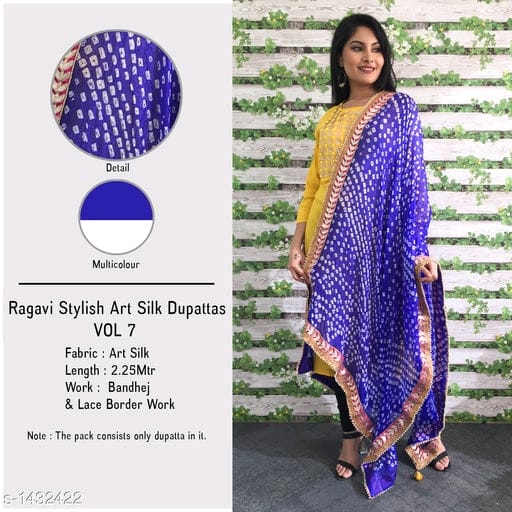 Detail
Multicolour
Ragavi Stylish Art Silk Dupattas
VOL 7
Fabric : Art Silk
Length : 2.25Mtr
Work : Bandhej
& Lace Border Work
Note : The pack consists only dupatta in it.
s-1432422